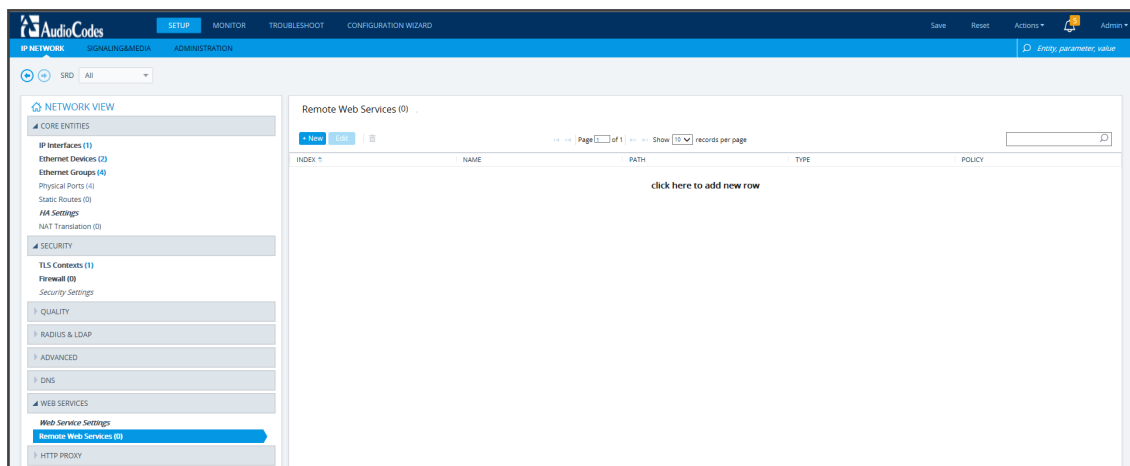 AudioCodes SETUP MONITOR TROUBLESHOOT CONFIGURATION WIZARD Save Reset Actions 5 Admin
IP NETWORK SIGNALING&MEDIA ADMINISTRATION Entity, parameter, value
SRD All
NETWORK VIEW
CORE ENTITIES
IP Interfaces (1)
Ethernet Devices (2)
Ethernet Groups (4)
Physical Ports (4)
Static Routes (0)
HA Settings
NAT Translation (0)
SECURITY
TLS Contexts (1)
Firewall (0)
Security Settings
QUALITY
RADIUS & LDAP
ADVANCED
DNS
WEB SERVICES
Web Service Settings
Remote Web Services (0)
HTTP PROXY
Remote Web Services (0)
+ New Edit Page 1 of 1 Show 10 records per page
INDEX NAME PATH TYPE POLICY
click here to add new row